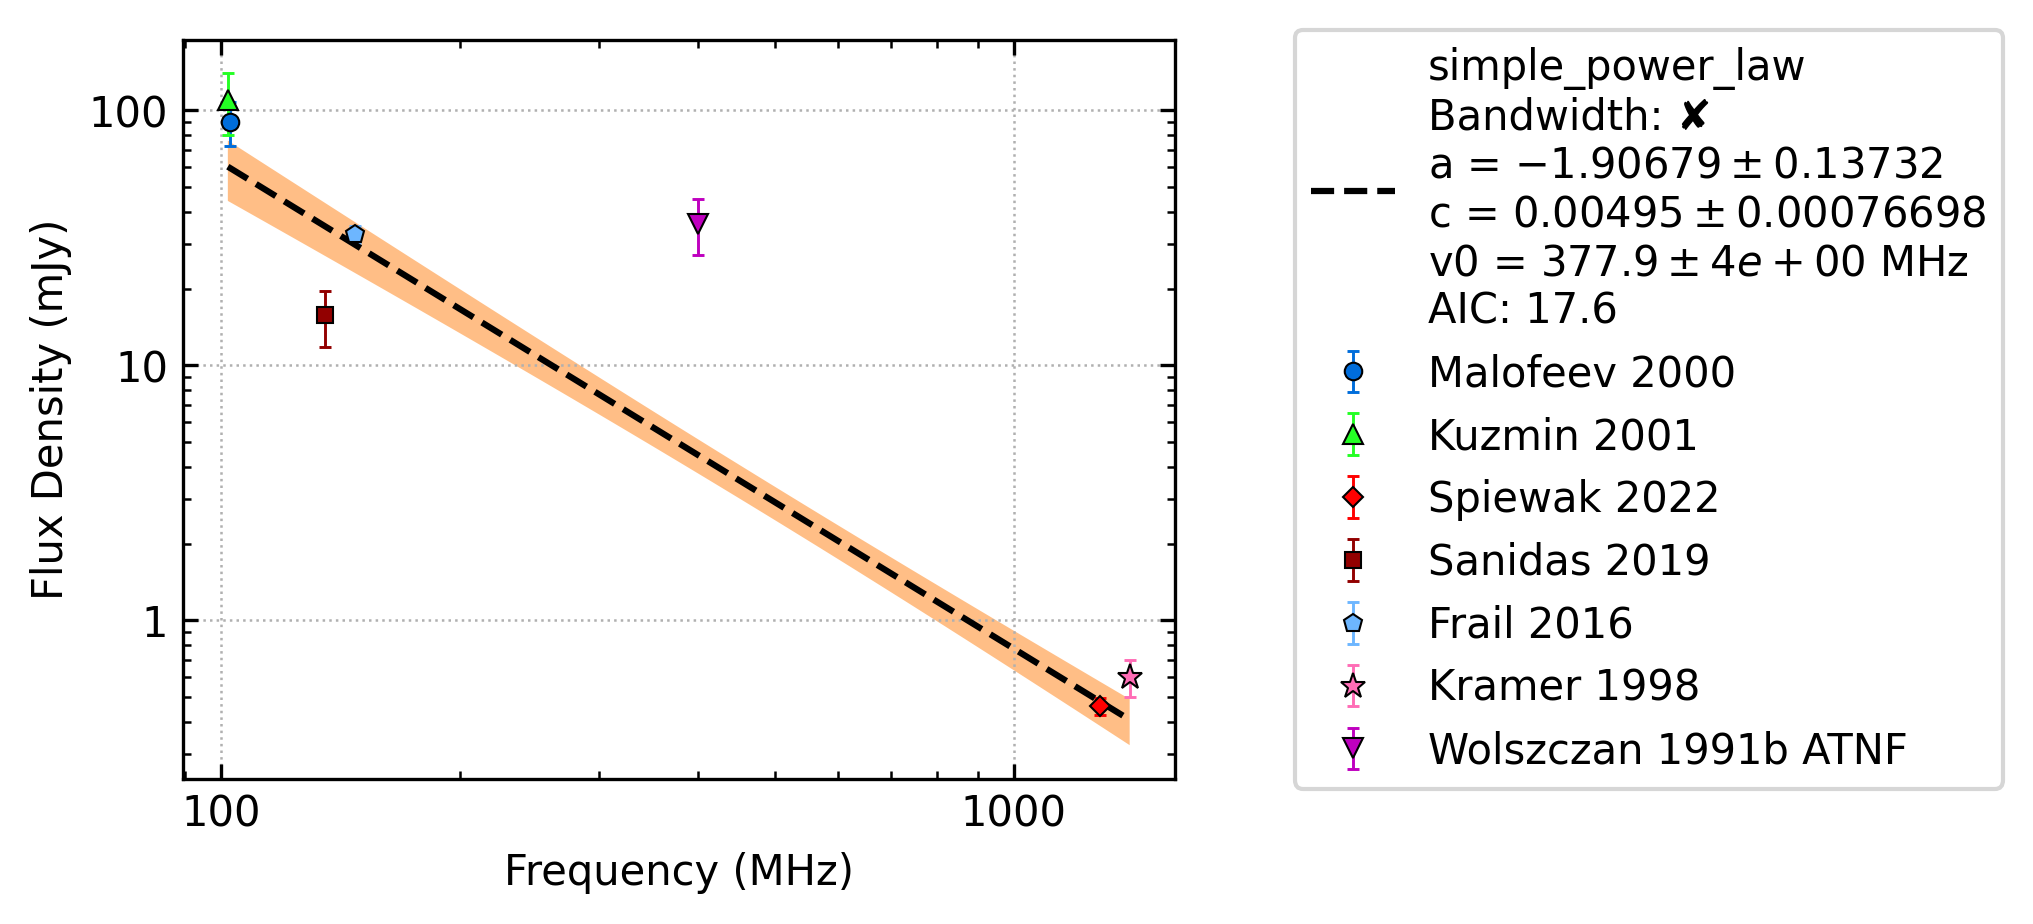 100
10
1
Flux Density (mJy)
100
1000
Frequency (MHz)
simple_power_law
Bandwidth: ✘
a = −1.90679 ± 0.13732
c = 0.00495 ± 0.00076698
v0 = 377.9 ± 4e + 00 MHz
AIC: 17.6
Malofeev 2000
Kuzmin 2001
Spiewak 2022
Sanidas 2019
Frail 2016
Kramer 1998
Wolszczan 1991b ATNF